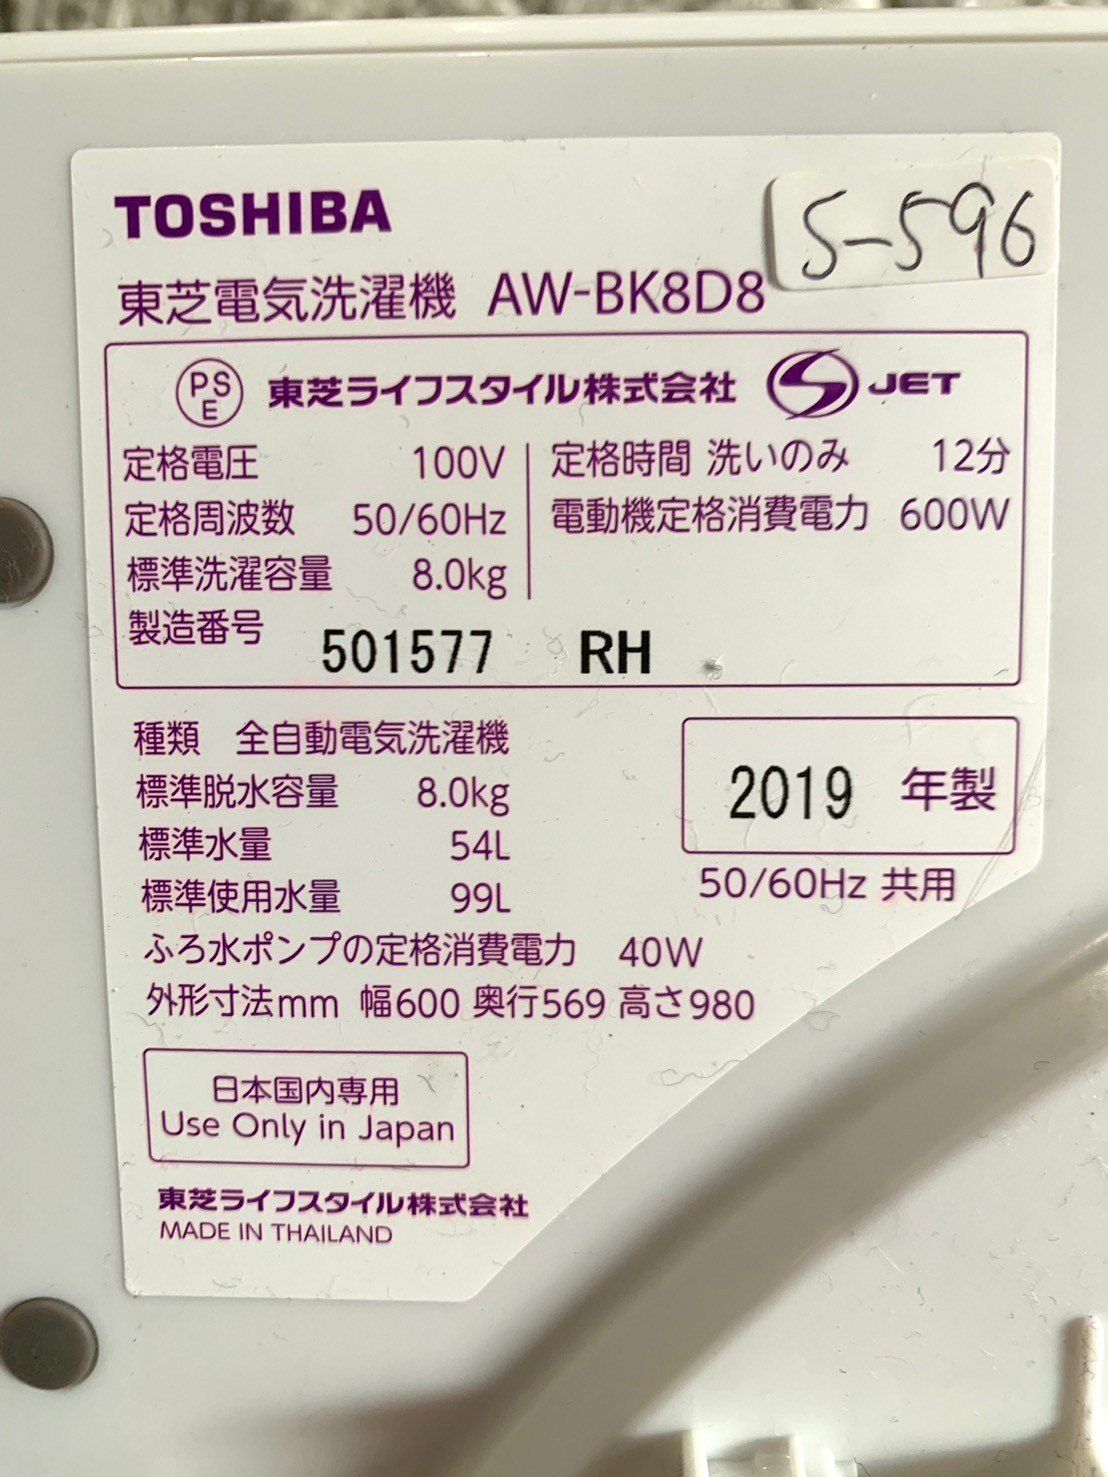 TOSHIBA
S-596
東芝電気洗濯機 AW-BK8D8
PSE 東芝ライフスタイル株式会社 JET
定格電圧 100V
定格周波数 50/60Hz
標準洗濯容量 8.0kg
定格時間 洗いのみ 12分
電動機定格消費電力 600W
製造番号 501577 RH
種類 全自動電気洗濯機
標準脱水容量 8.0kg
標準水量 54L
標準使用水量 99L
2019 年製
50/60Hz 共用
ふろ水ポンプの定格消費電力 40W
外形寸法mm 幅600 奥行569 高さ980
日本国内専用
Use Only in Japan
東芝ライフスタイル株式会社
MADE IN THAILAND